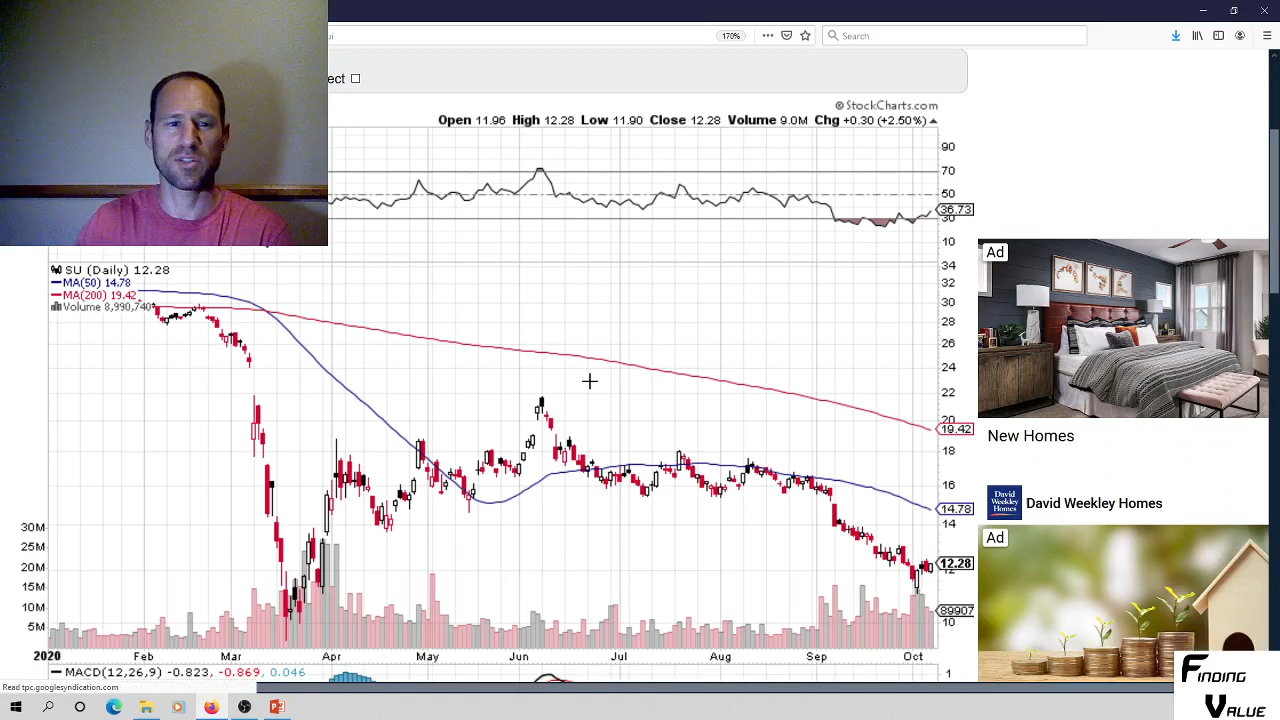 ui
170%
Search
ect
© StockCharts.com
Open 11.96 High 12.28 Low 11.90 Close 12.28 Volume 9.0M Chg +0.30 (+2.50%)
90
70
50
36.73
30
10
SU (Daily) 12.28
MA(50) 14.78
MA(200) 19.42
Volume 8,990,740
34
32
30
28
26
24
22
20
19.42
18
16
14.78
14
12.28
12
89907
10
30M
25M
20M
15M
10M
5M
2020 Feb Mar Apr May Jun Jul Aug Sep Oct
MACD(12,26,9) -0.823, -0.869, 0.046
1
Read tpc.googlesyndication.com
Ad
New Homes
David
Weekley
Homes
David Weekley Homes
Ad
Finding
Value